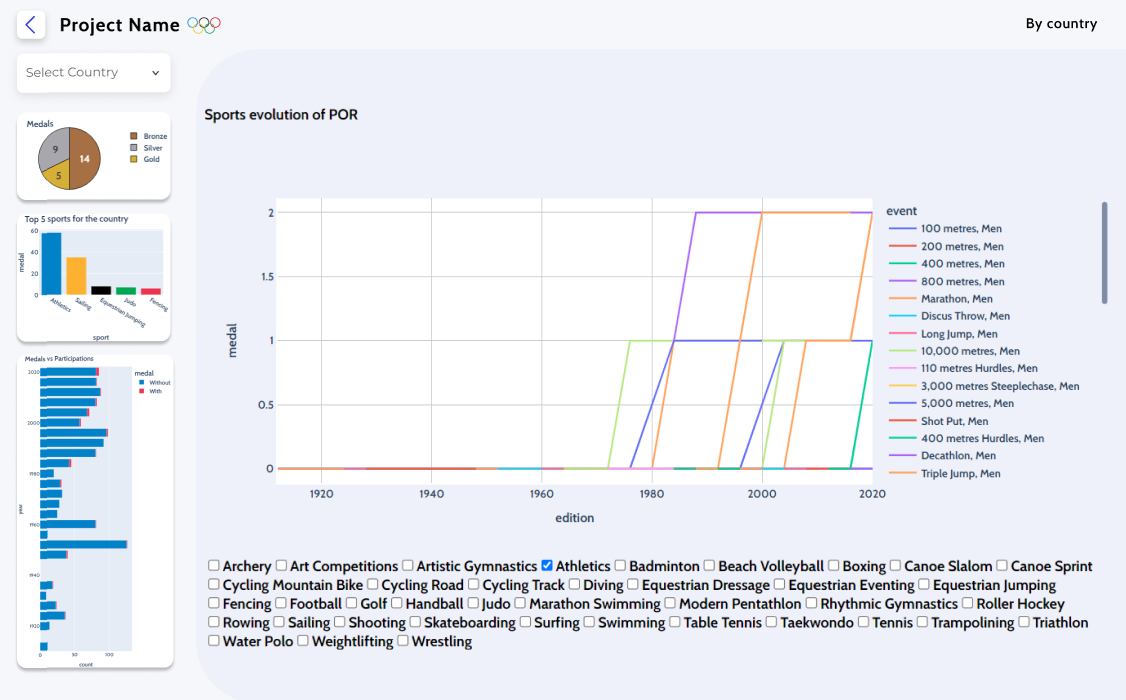 Project Name
By country
Select Country
Medals
9
14
5
Bronze
Silver
Gold
Top 5 sports for the country
60
40
20
0
medal
Athletics
Sailing
Equestrian Jumping
Judo
Fencing
sport
Medals vs Participations
2020
2000
1980
1960
1940
1920
year
0
50
100
count
medal
Without
With
Sports evolution of POR
2
1.5
1
0.5
0
medal
1920
1940
1960
1980
2000
2020
edition
event
100 metres, Men
200 metres, Men
400 metres, Men
800 metres, Men
Marathon, Men
Discus Throw, Men
Long Jump, Men
10,000 metres, Men
110 metres Hurdles, Men
3,000 metres Steeplechase, Men
5,000 metres, Men
Shot Put, Men
400 metres Hurdles, Men
Decathlon, Men
Triple Jump, Men
Archery Art Competitions Artistic Gymnastics Athletics Badminton Beach Volleyball Boxing Canoe Slalom Canoe Sprint
Cycling Mountain Bike Cycling Road Cycling Track Diving Equestrian Dressage Equestrian Eventing Equestrian Jumping
Fencing Football Golf Handball Judo Marathon Swimming Modern Pentathlon Rhythmic Gymnastics Roller Hockey
Rowing Sailing Shooting Skateboarding Surfing Swimming Table Tennis Taekwondo Tennis Trampolining Triathlon
Water Polo Weightlifting Wrestling